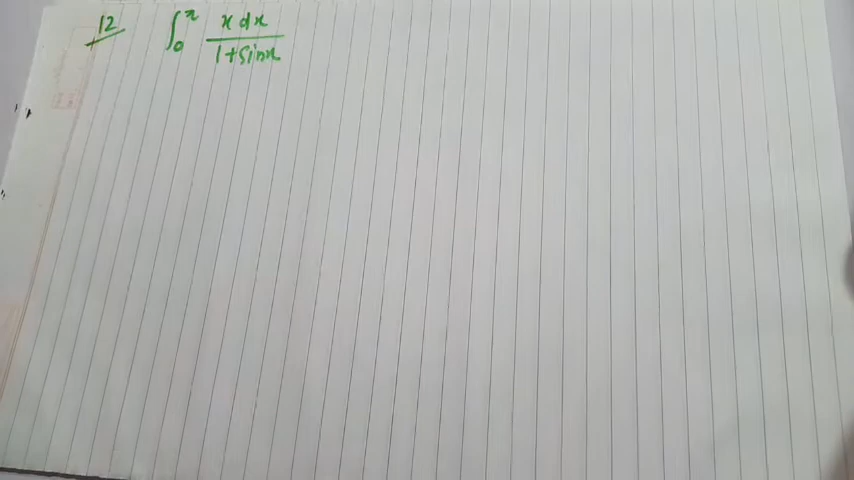 12 ∫₀^π x dx / 1 + sinx